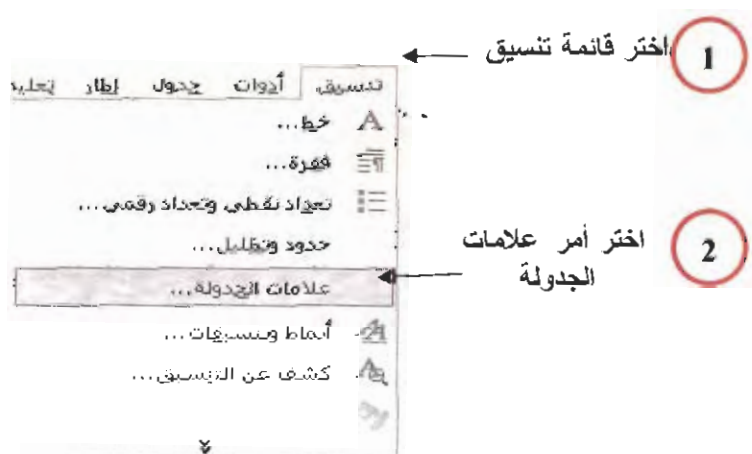 1 اختر قائمة تنسيق
تنسيق أدوات جدول إطار تعليم
خط...
فقرة...
تعداد نقطي وتعداد رقمي...
حدود وتظليل...
2 اختر أمر علامات
الجدولة
علامات الجدولة...
أنماط وتنسيقات...
كشف عن التنسيق...